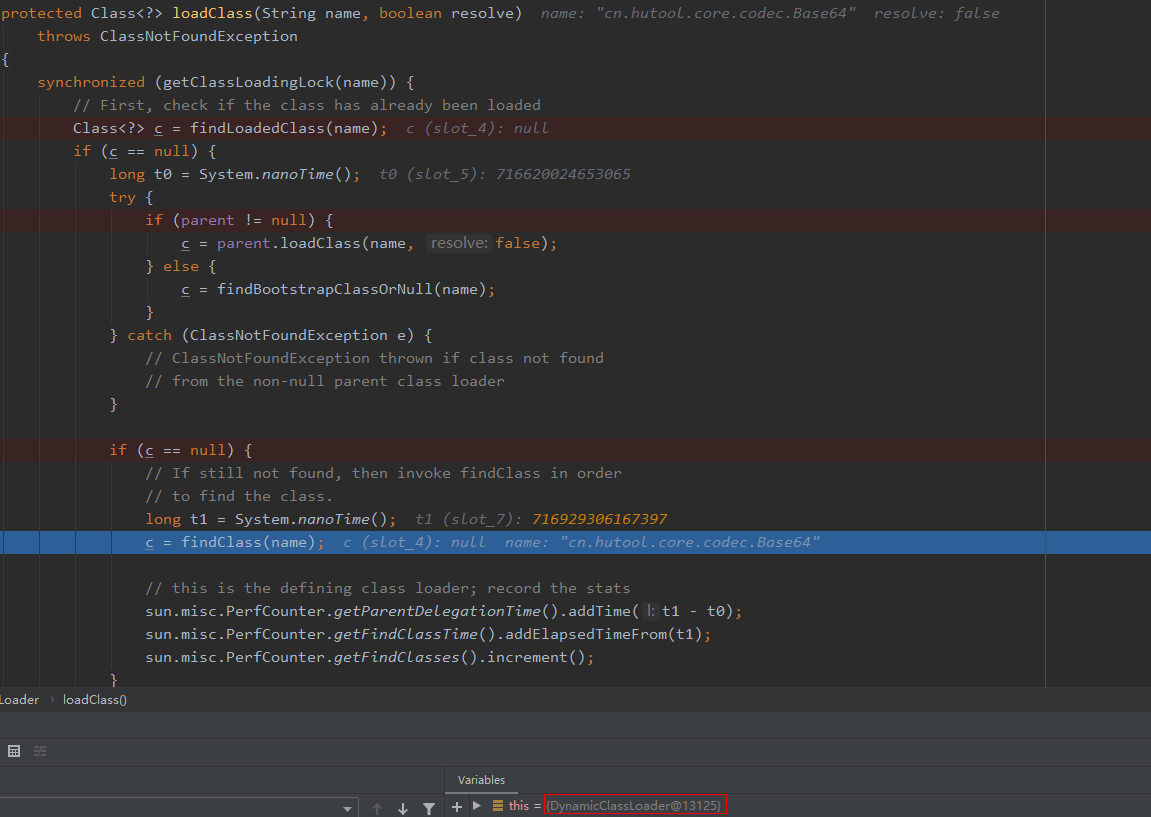 protected Class<?> loadClass(String name, boolean resolve)  name: "cn.hutool.core.codec.Base64"  resolve: false
    throws ClassNotFoundException
{
    synchronized (getClassLoadingLock(name)) {
        // First, check if the class has already been loaded
        Class<?> c = findLoadedClass(name);  c (slot_4): null
        if (c == null) {
            long t0 = System.nanoTime();  t0 (slot_5): 716620024653065
            try {
                if (parent != null) {
                    c = parent.loadClass(name, resolve: false);
                } else {
                    c = findBootstrapClassOrNull(name);
                }
            } catch (ClassNotFoundException e) {
                // ClassNotFoundException thrown if class not found
                // from the non-null parent class loader
            }
            if (c == null) {
                // If still not found, then invoke findClass in order
                // to find the class.
                long t1 = System.nanoTime();  t1 (slot_7): 716929306167397
                c = findClass(name);  c (slot_4): null  name: "cn.hutool.core.codec.Base64"
                // this is the defining class loader; record the stats
                sun.misc.PerfCounter.getParentDelegationTime().addTime( l: t1 - t0);
                sun.misc.PerfCounter.getFindClassTime().addElapsedTimeFrom(t1);
                sun.misc.PerfCounter.getFindClasses().increment();
            }
Loader › loadClass()
Variables
this = {DynamicClassLoader@13125}